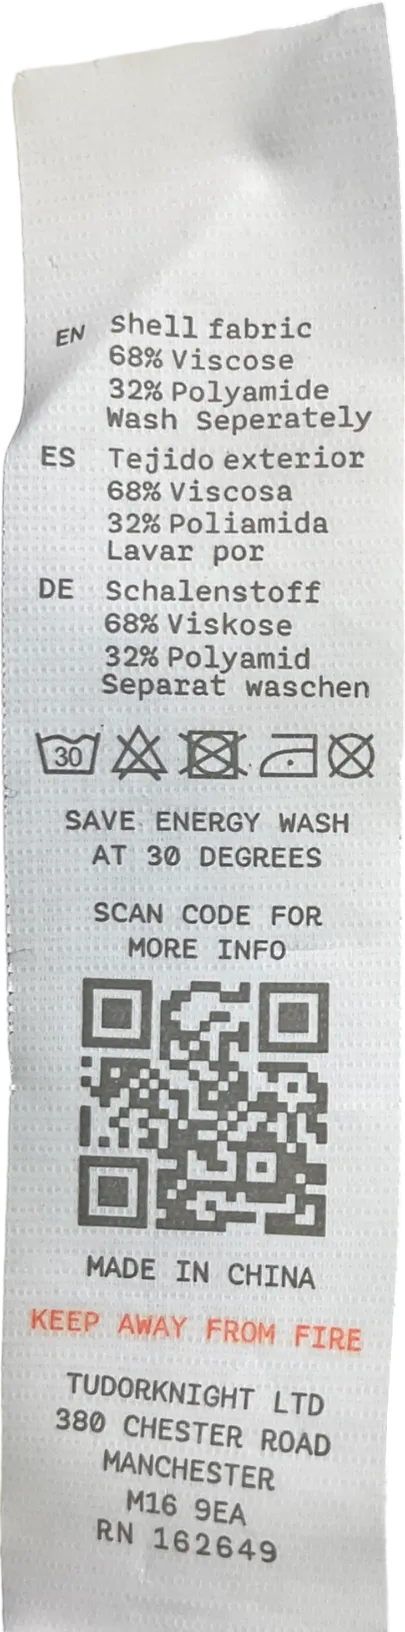 EN Shell fabric
68% Viscose
32% Polyamide
Wash Seperately
ES Tejido exterior
68% Viscosa
32% Poliamida
Lavar por
DE Schalenstoff
68% Viskose
32% Polyamid
Separat waschen
30
SAVE ENERGY WASH
AT 30 DEGREES
SCAN CODE FOR
MORE INFO
MADE IN CHINA
KEEP AWAY FROM FIRE
TUDORKNIGHT LTD
380 CHESTER ROAD
MANCHESTER
M16 9EA
RN 162649